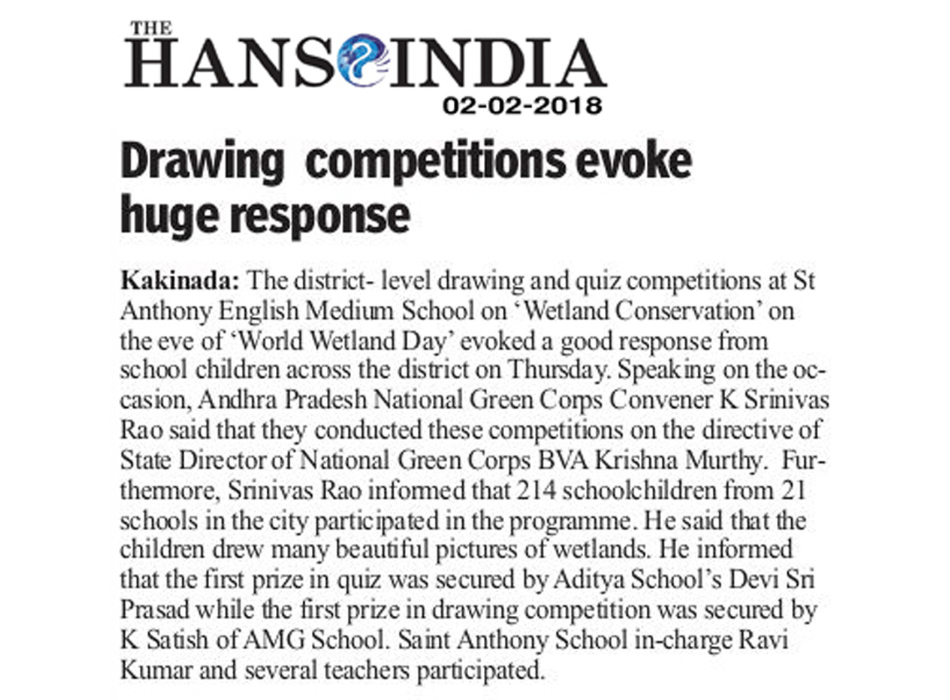 THE
HANS INDIA
02-02-2018
Drawing competitions evoke
huge response
Kakinada: The district- level drawing and quiz competitions at St
Anthony English Medium School on ‘Wetland Conservation’ on
the eve of ‘World Wetland Day’ evoked a good response from
school children across the district on Thursday. Speaking on the oc-
casion, Andhra Pradesh National Green Corps Convener K Srinivas
Rao said that they conducted these competitions on the directive of
State Director of National Green Corps BVA Krishna Murthy. Fur-
thermore, Srinivas Rao informed that 214 schoolchildren from 21
schools in the city participated in the programme. He said that the
children drew many beautiful pictures of wetlands. He informed
that the first prize in quiz was secured by Aditya School’s Devi Sri
Prasad while the first prize in drawing competition was secured by
K Satish of AMG School. Saint Anthony School in-charge Ravi
Kumar and several teachers participated.